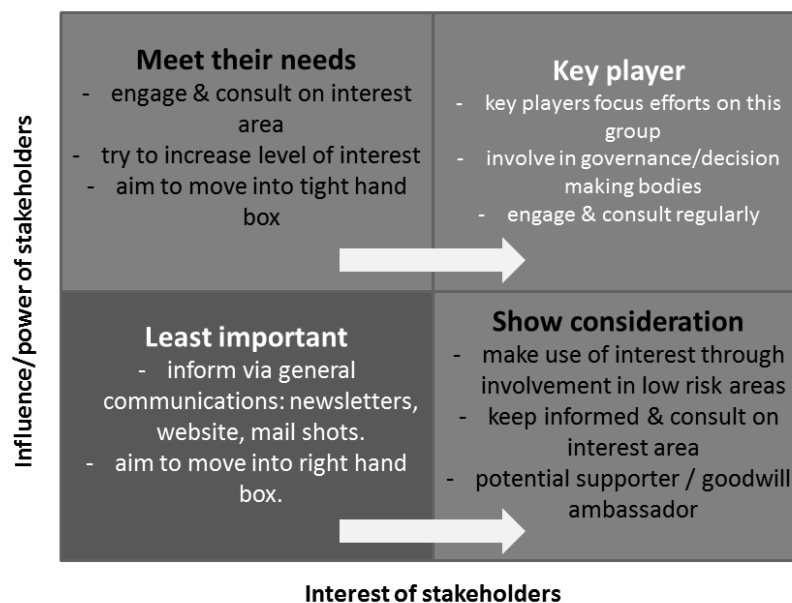 Influence/power of stakeholders
Meet their needs
- engage & consult on interest
area
- try to increase level of interest
- aim to move into tight hand
box
Key player
- key players focus efforts on this
group
- involve in governance/decision
making bodies
- engage & consult regularly
Least important
- inform via general
communications: newsletters,
website, mail shots.
- aim to move into right hand
box.
Show consideration
- make use of interest through
involvement in low risk areas
- keep informed & consult on
interest area
- potential supporter / goodwill
ambassador
Interest of stakeholders